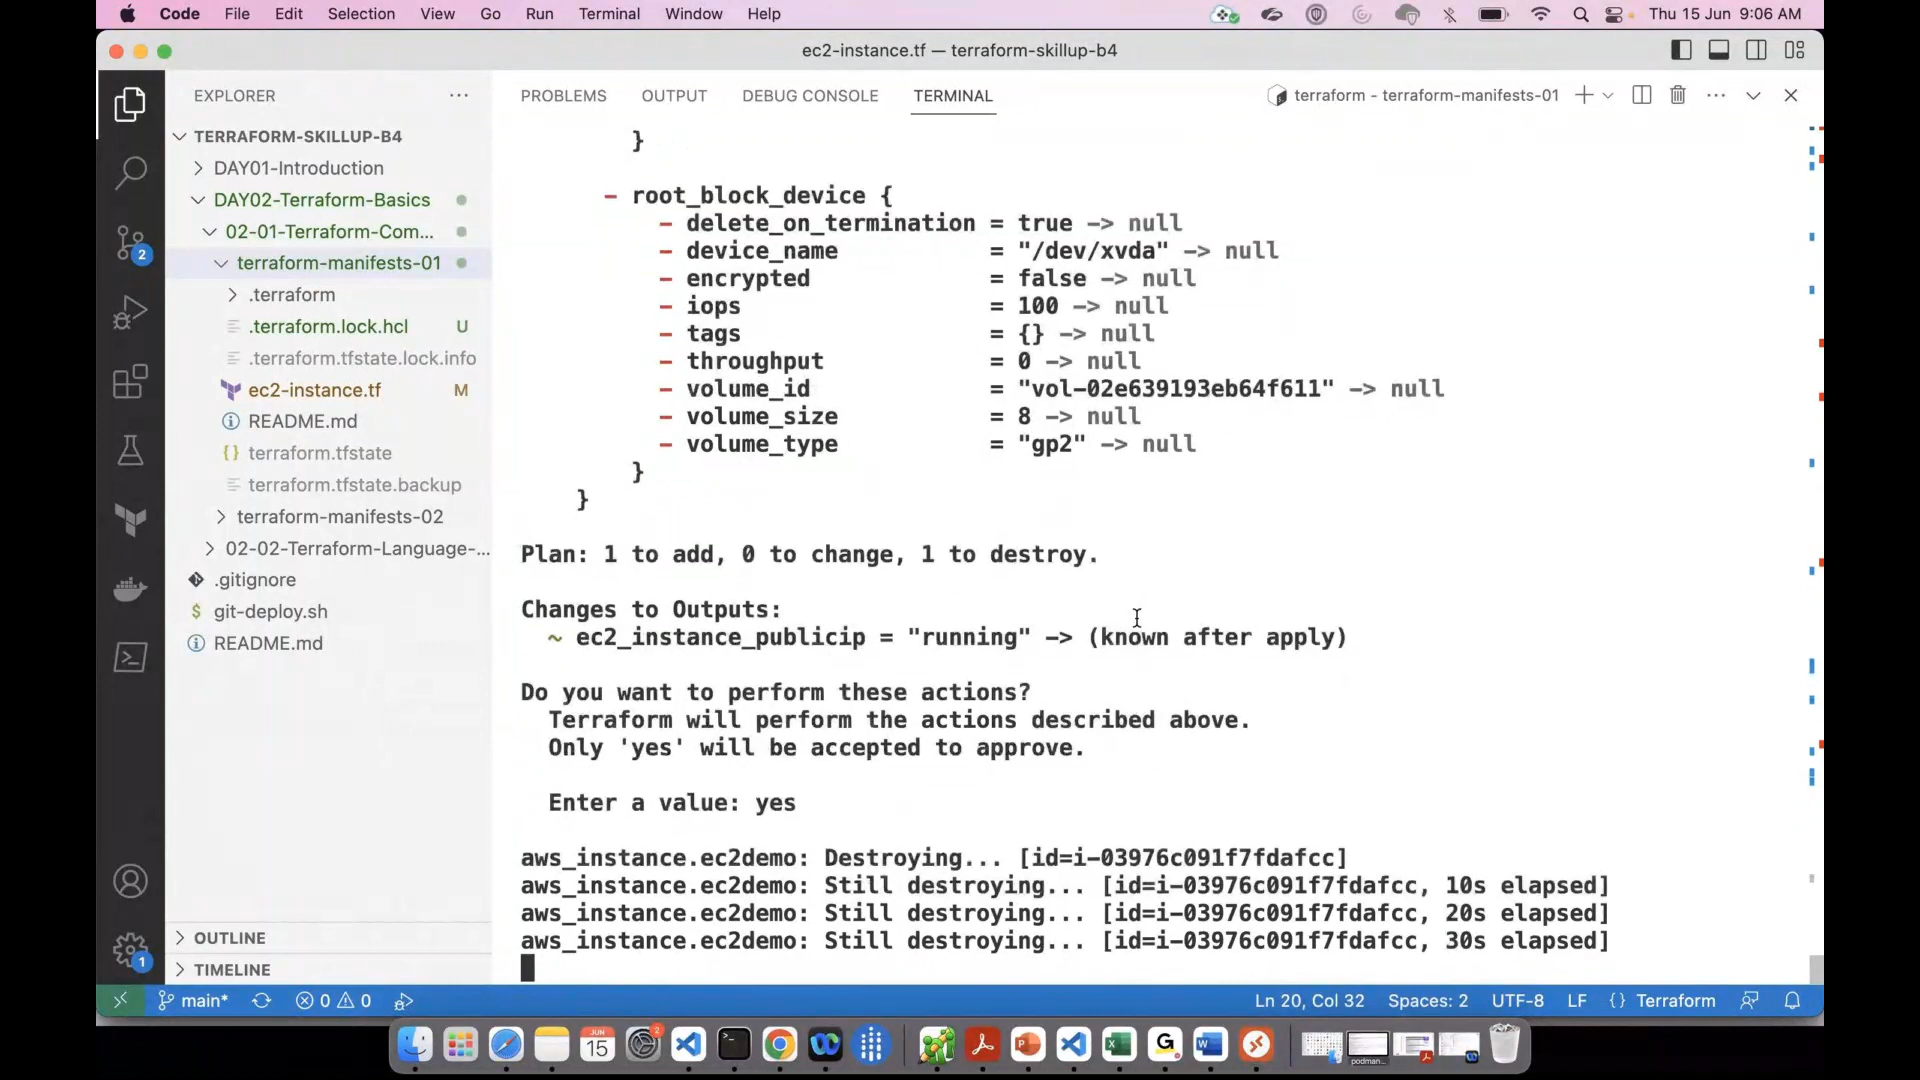 Code File Edit Selection View Go Run Terminal Window Help Thu 15 Jun 9:06 AM
ec2-instance.tf — terraform-skillup-b4
EXPLORER ···
PROBLEMS OUTPUT DEBUG CONSOLE TERMINAL terraform - terraform-manifests-01
TERRAFORM-SKILLUP-B4
DAY01-Introduction
DAY02-Terraform-Basics
02-01-Terraform-Com...
terraform-manifests-01
.terraform
.terraform.lock.hcl U
.terraform.tfstate.lock.info
ec2-instance.tf M
README.md
{} terraform.tfstate
terraform.tfstate.backup
terraform-manifests-02
02-02-Terraform-Language-...
.gitignore
$ git-deploy.sh
README.md
2
OUTLINE
TIMELINE
1
}
- root_block_device {
- delete_on_termination = true -> null
- device_name = "/dev/xvda" -> null
- encrypted = false -> null
- iops = 100 -> null
- tags = {} -> null
- throughput = 0 -> null
- volume_id = "vol-02e639193eb64f611" -> null
- volume_size = 8 -> null
- volume_type = "gp2" -> null
}
}
Plan: 1 to add, 0 to change, 1 to destroy.
Changes to Outputs:
~ ec2_instance_publicip = "running" -> (known after apply)
Do you want to perform these actions?
Terraform will perform the actions described above.
Only 'yes' will be accepted to approve.
Enter a value: yes
aws_instance.ec2demo: Destroying... [id=i-03976c091f7fdafcc]
aws_instance.ec2demo: Still destroying... [id=i-03976c091f7fdafcc, 10s elapsed]
aws_instance.ec2demo: Still destroying... [id=i-03976c091f7fdafcc, 20s elapsed]
aws_instance.ec2demo: Still destroying... [id=i-03976c091f7fdafcc, 30s elapsed]
main* 0 0 Ln 20, Col 32 Spaces: 2 UTF-8 LF {} Terraform
JUN
15
2
podman...